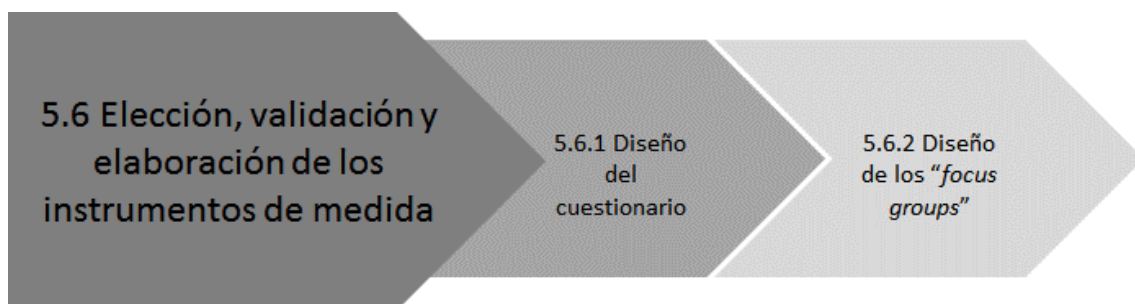 5.6 Elección, validación y
elaboración de los
instrumentos de medida
5.6.1 Diseño
del
cuestionario
5.6.2 Diseño
de los “focus
groups”